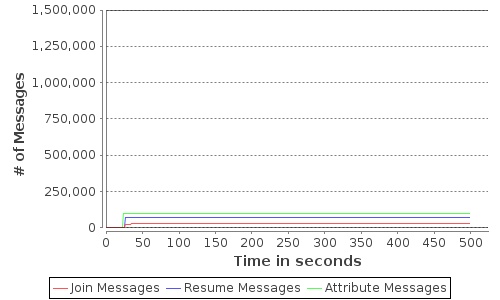 1,500,000
1,250,000
1,000,000
750,000
500,000
250,000
0
# of Messages
0 50 100 150 200 250 300 350 400 450 500
Time in seconds
Join Messages Resume Messages Attribute Messages